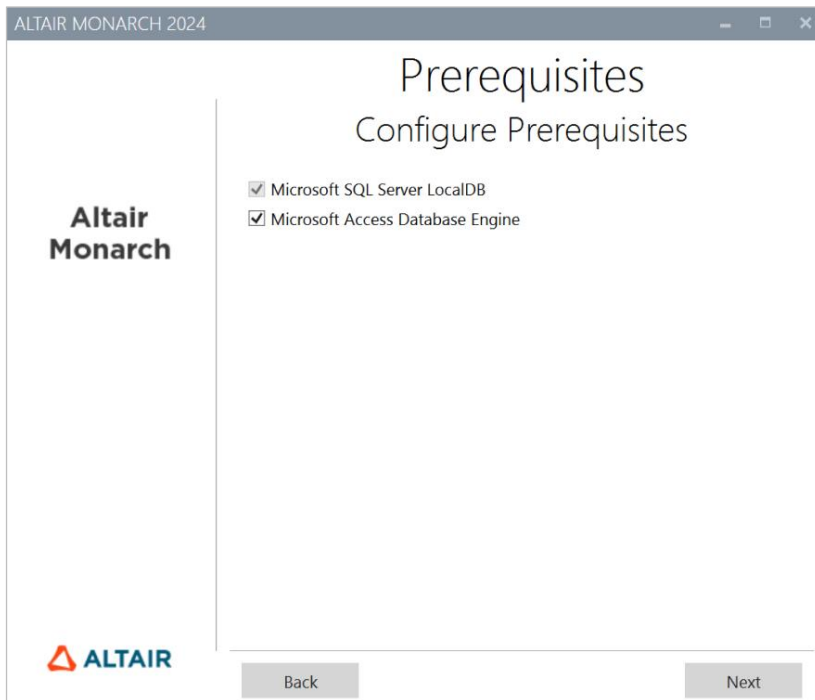 ALTAIR MONARCH 2024
Prerequisites
Configure Prerequisites
Microsoft SQL Server LocalDB
Microsoft Access Database Engine
Altair
Monarch
ALTAIR
Back
Next